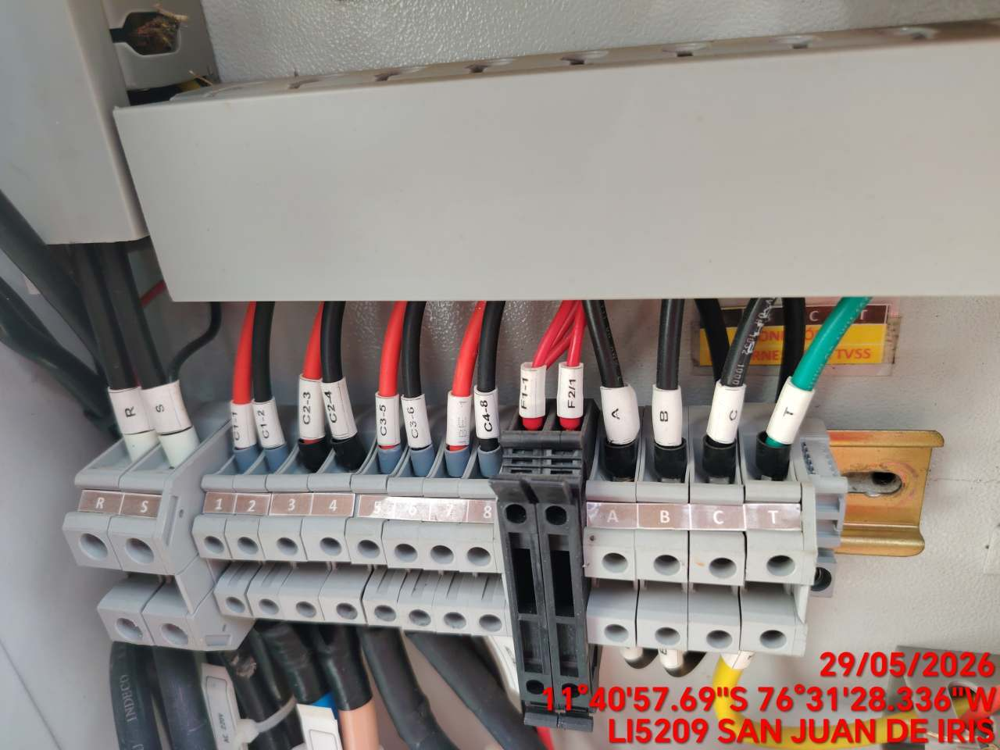 C T
TVSS
R
S
C1-1
C1-2
C2-3
C2-4
C3-5
C3-6
C4-8
F1-1
F2/1
A
B
C
T
R S
1 2 3 4 5 6 7 8
A B C T
INDECO
29/05/2026
11°40'57.69"S 76°31'28.336"W
LI5209 SAN JUAN DE IRIS